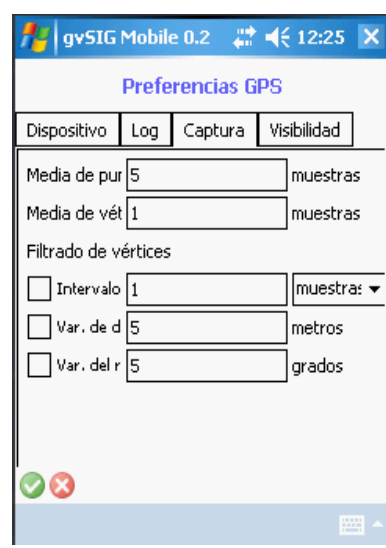 gvSIG Mobile 0.2 12:25
Preferencias GPS
Dispositivo Log Captura Visibilidad
Media de pur 5 muestras
Media de vét 1 muestras
Filtrado de vértices
Intervalo 1 muestras
Var. de d 5 metros
Var. del r 5 grados